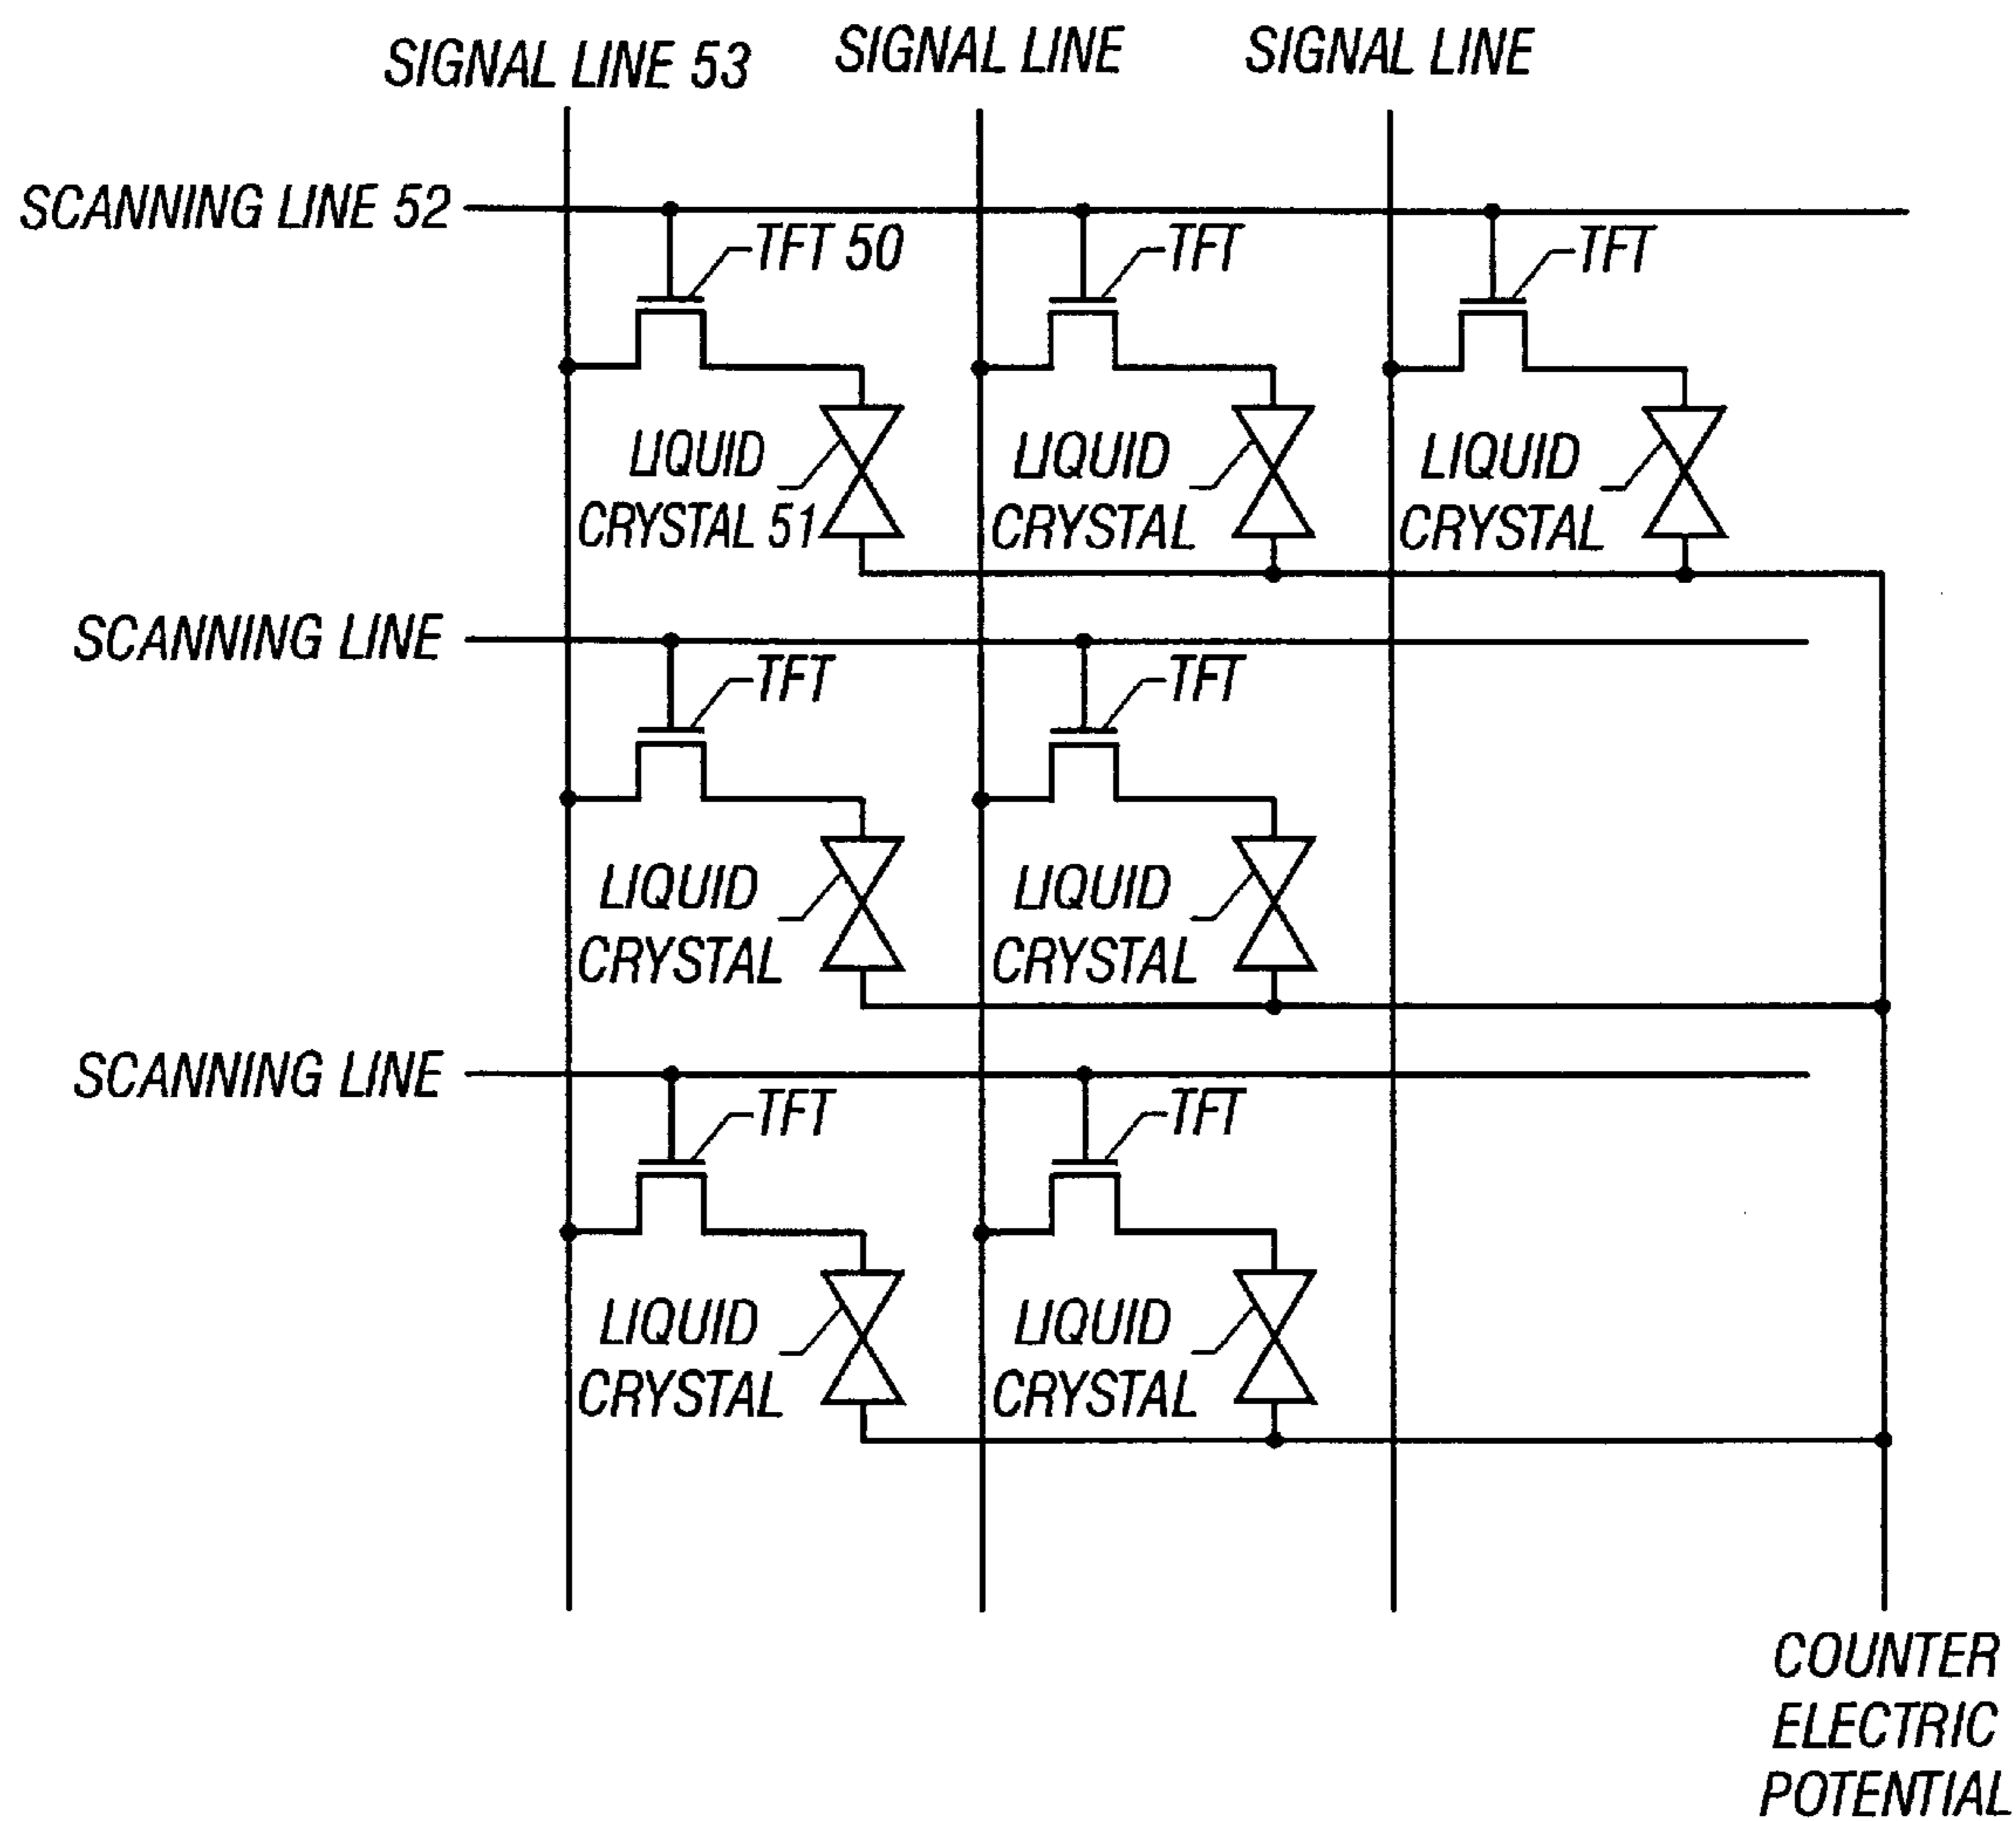 SIGNAL LINE 53
SIGNAL LINE
SIGNAL LINE
SCANNING LINE 52
TFT 50
TFT
TFT
LIQUID
CRYSTAL 51
LIQUID
CRYSTAL
LIQUID
CRYSTAL
SCANNING LINE
TFT
TFT
LIQUID
CRYSTAL
LIQUID
CRYSTAL
SCANNING LINE
TFT
TFT
LIQUID
CRYSTAL
LIQUID
CRYSTAL
COUNTER
ELECTRIC
POTENTIAL